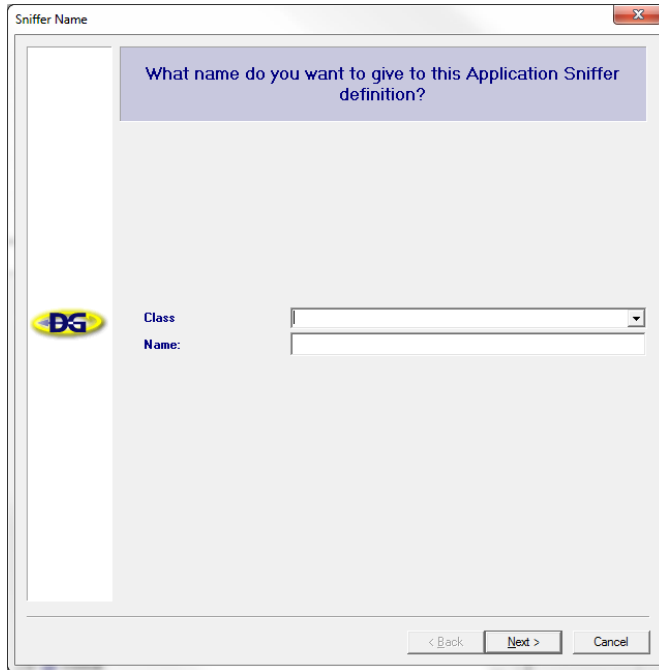 Sniffer Name
X
What name do you want to give to this Application Sniffer
definition?
DG
Class
Name:
< Back
Next >
Cancel